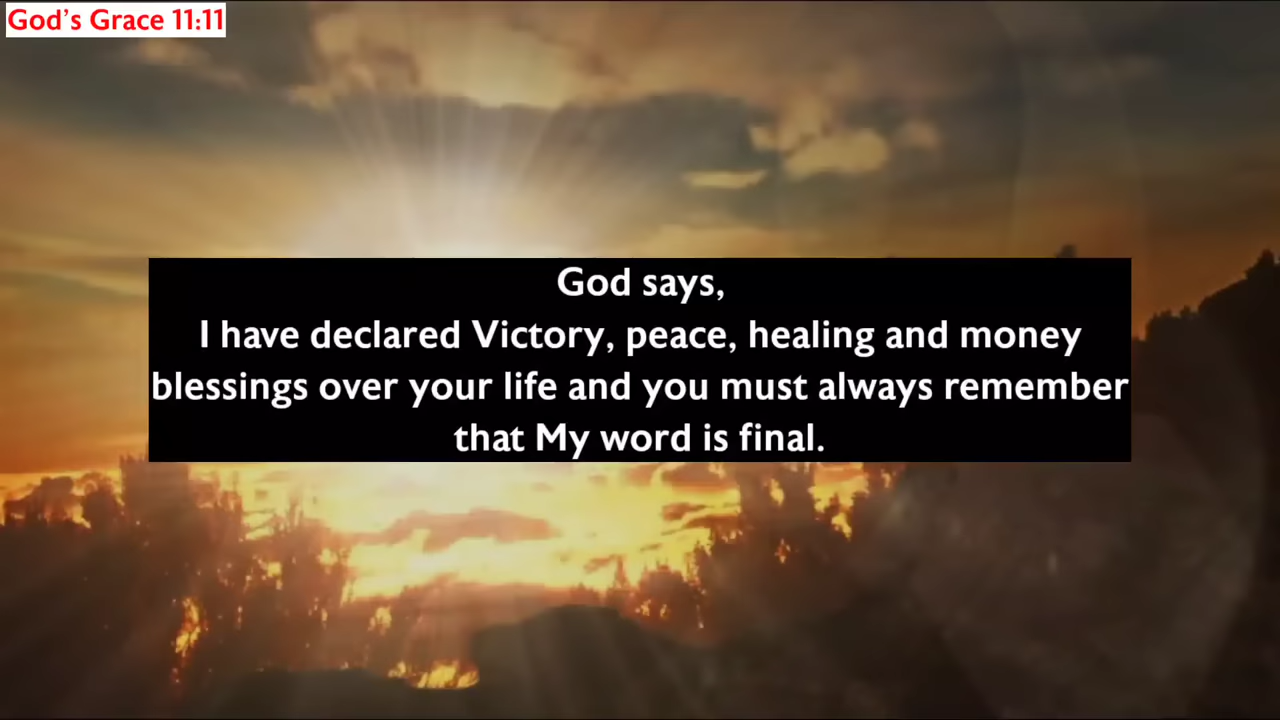 God's Grace 11:11
God says,
I have declared Victory, peace, healing and money
blessings over your life and you must always remember
that My word is final.